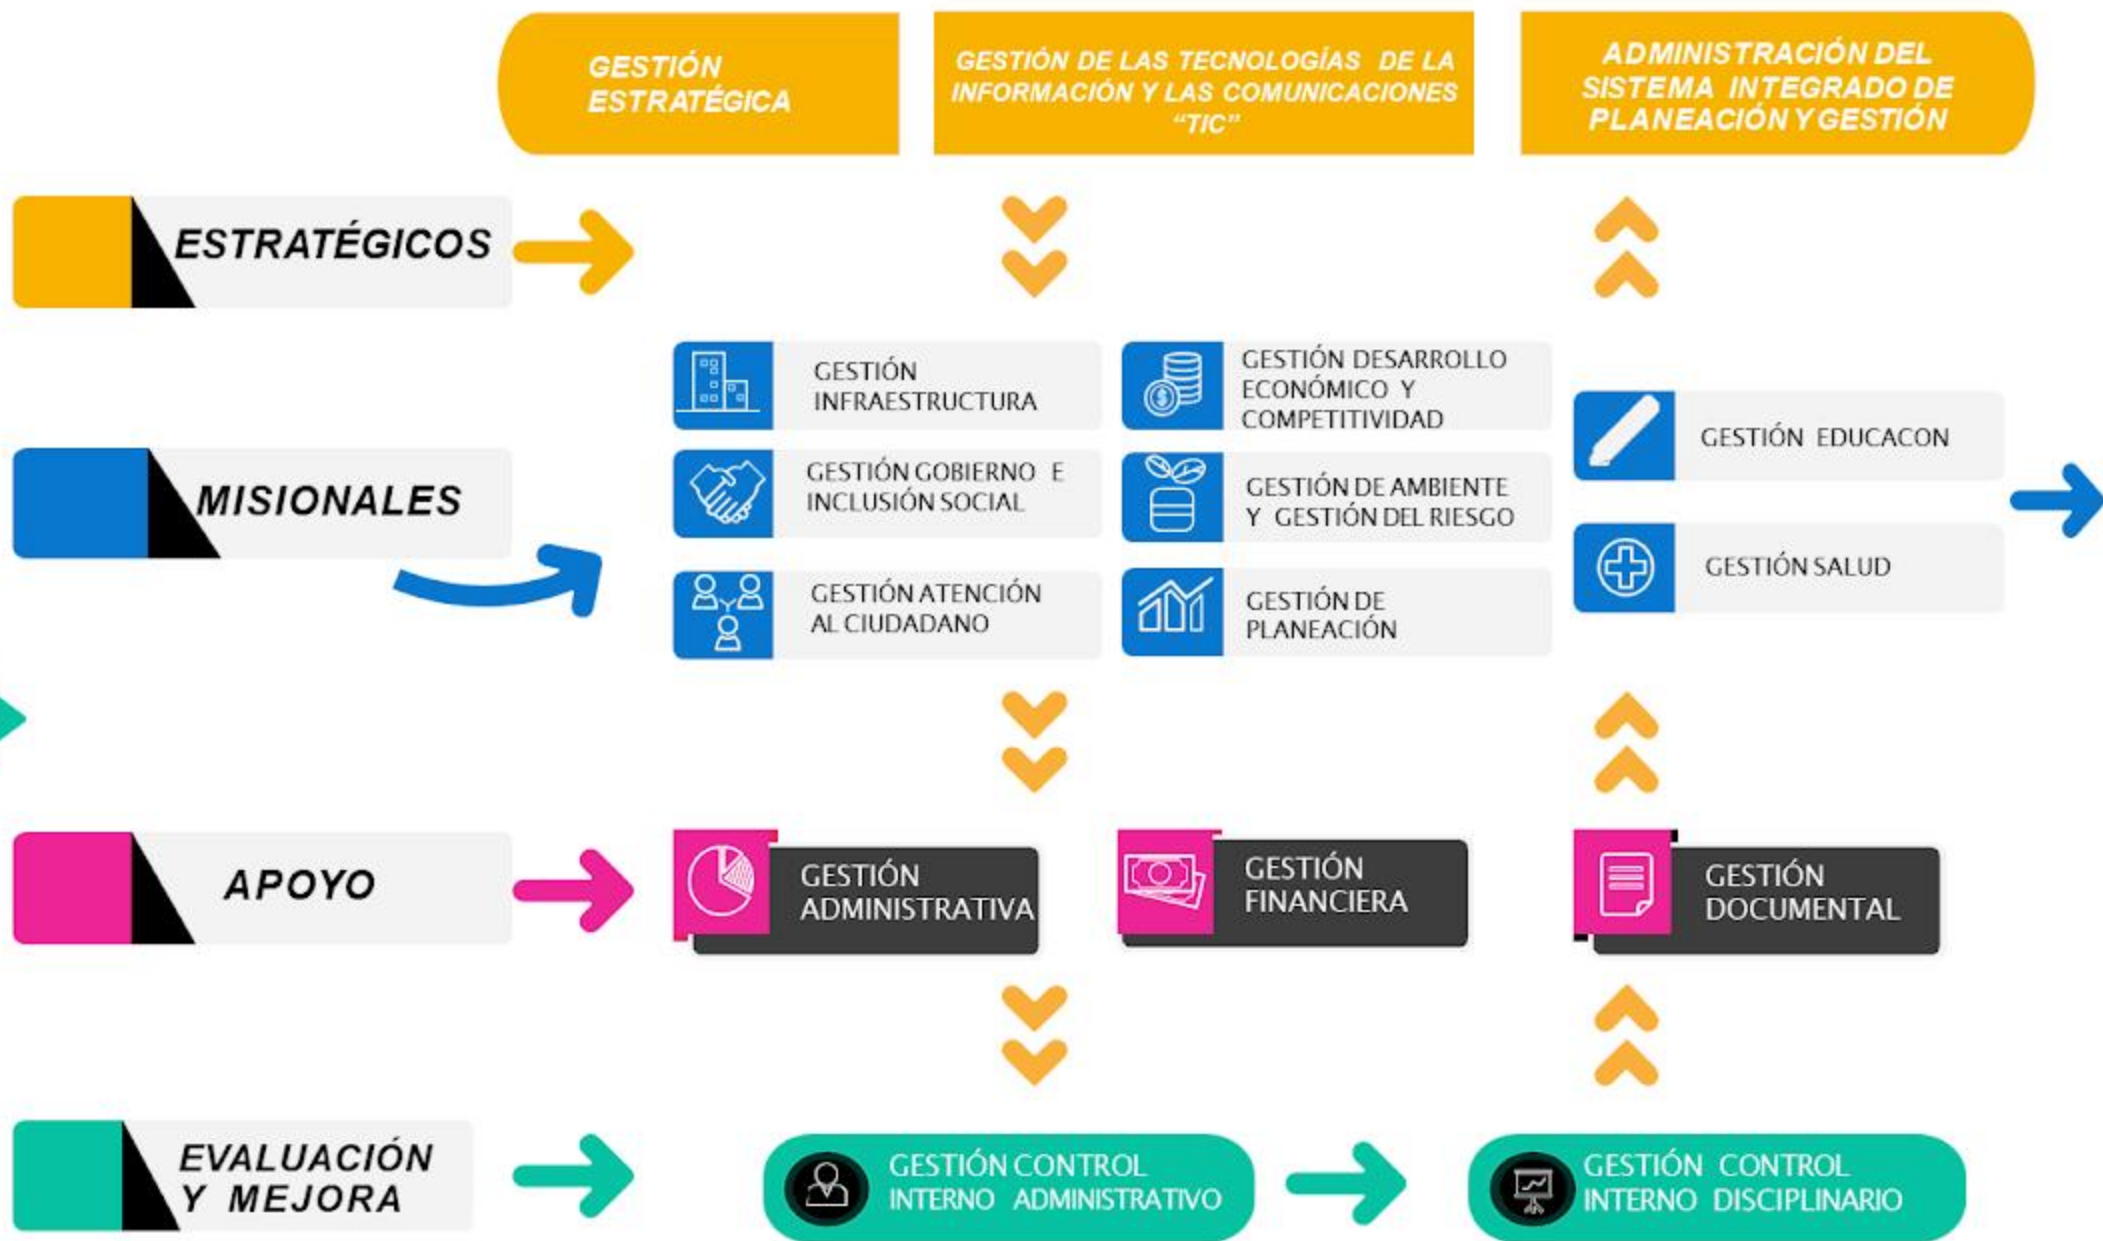 GESTIÓN
ESTRATÉGICA
GESTIÓN DE LAS TECNOLOGÍAS DE LA
INFORMACIÓN Y LAS COMUNICACIONES
“TIC”
ADMINISTRACIÓN DEL
SISTEMA INTEGRADO DE
PLANEACIÓN Y GESTIÓN
ESTRATÉGICOS
MISIONALES
GESTIÓN
INFRAESTRUCTURA
GESTIÓN DESARROLLO
ECONÓMICO Y
COMPETITIVIDAD
GESTIÓN EDUCACON
GESTIÓN GOBIERNO E
INCLUSIÓN SOCIAL
GESTIÓN DE AMBIENTE
Y GESTIÓN DEL RIESGO
GESTIÓN SALUD
GESTIÓN ATENCIÓN
AL CIUDADANO
GESTIÓN DE
PLANEACIÓN
APOYO
GESTIÓN
ADMINISTRATIVA
GESTIÓN
FINANCIERA
GESTIÓN
DOCUMENTAL
EVALUACIÓN
Y MEJORA
GESTIÓN CONTROL
INTERNO ADMINISTRATIVO
GESTIÓN CONTROL
INTERNO DISCIPLINARIO